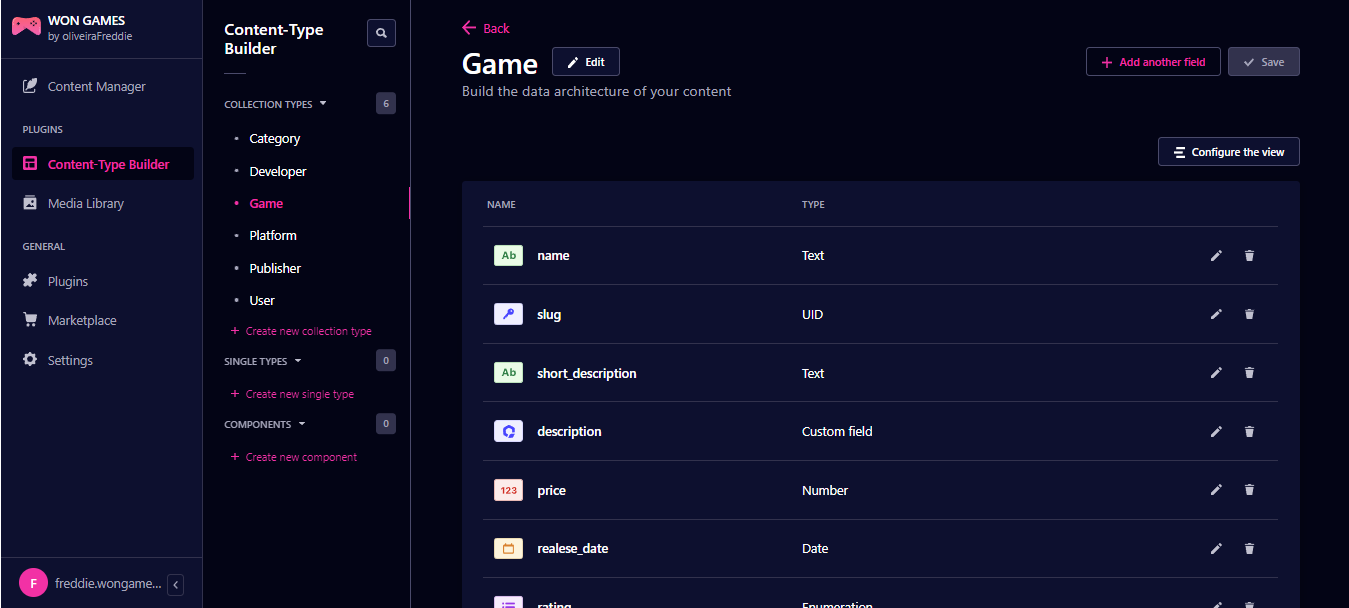 WON GAMES
by oliveiraFreddie
Content Manager
PLUGINS
Content-Type Builder
Media Library
GENERAL
Plugins
Marketplace
Settings
F freddie.wongame...
Content-Type
Builder
COLLECTION TYPES 6
Category
Developer
Game
Platform
Publisher
User
+ Create new collection type
SINGLE TYPES 0
+ Create new single type
COMPONENTS 0
+ Create new component
Back
Game Edit
+ Add another field Save
Build the data architecture of your content
Configure the view
NAME TYPE
Ab name Text
slug UID
Ab short_description Text
description Custom field
123 price Number
realese_date Date
rating Enumeration